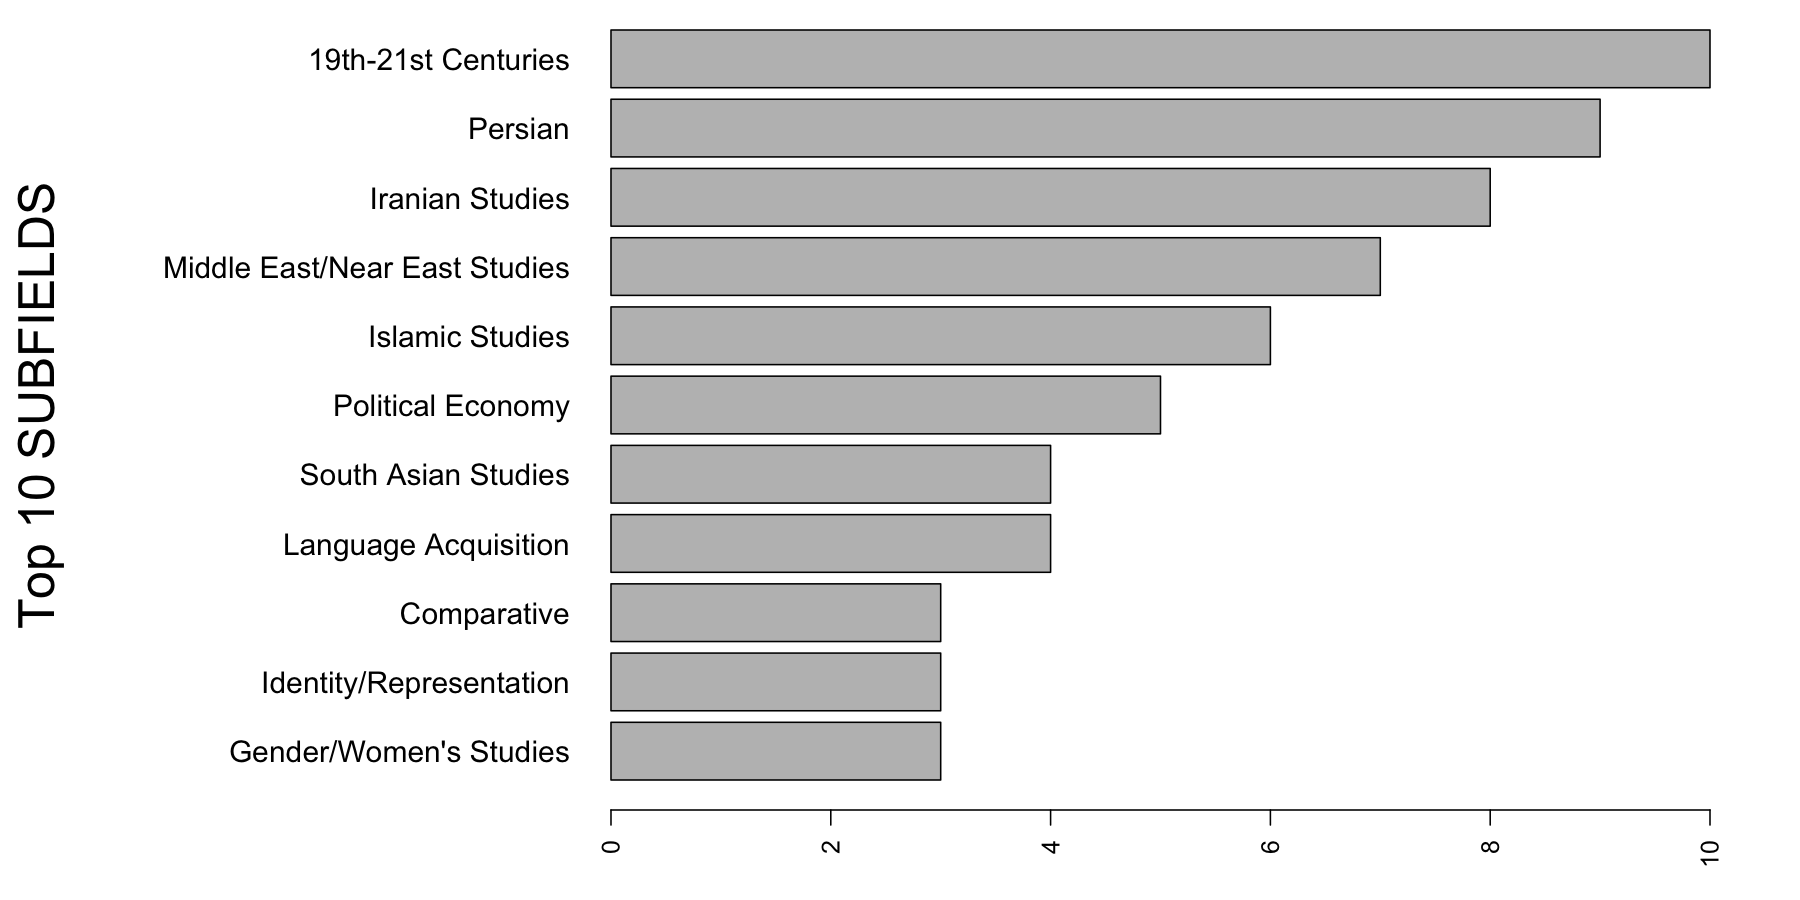 Top 10 SUBFIELDS
19th-21st Centuries
Persian
Iranian Studies
Middle East/Near East Studies
Islamic Studies
Political Economy
South Asian Studies
Language Acquisition
Comparative
Identity/Representation
Gender/Women's Studies
0 2 4 6 8 10